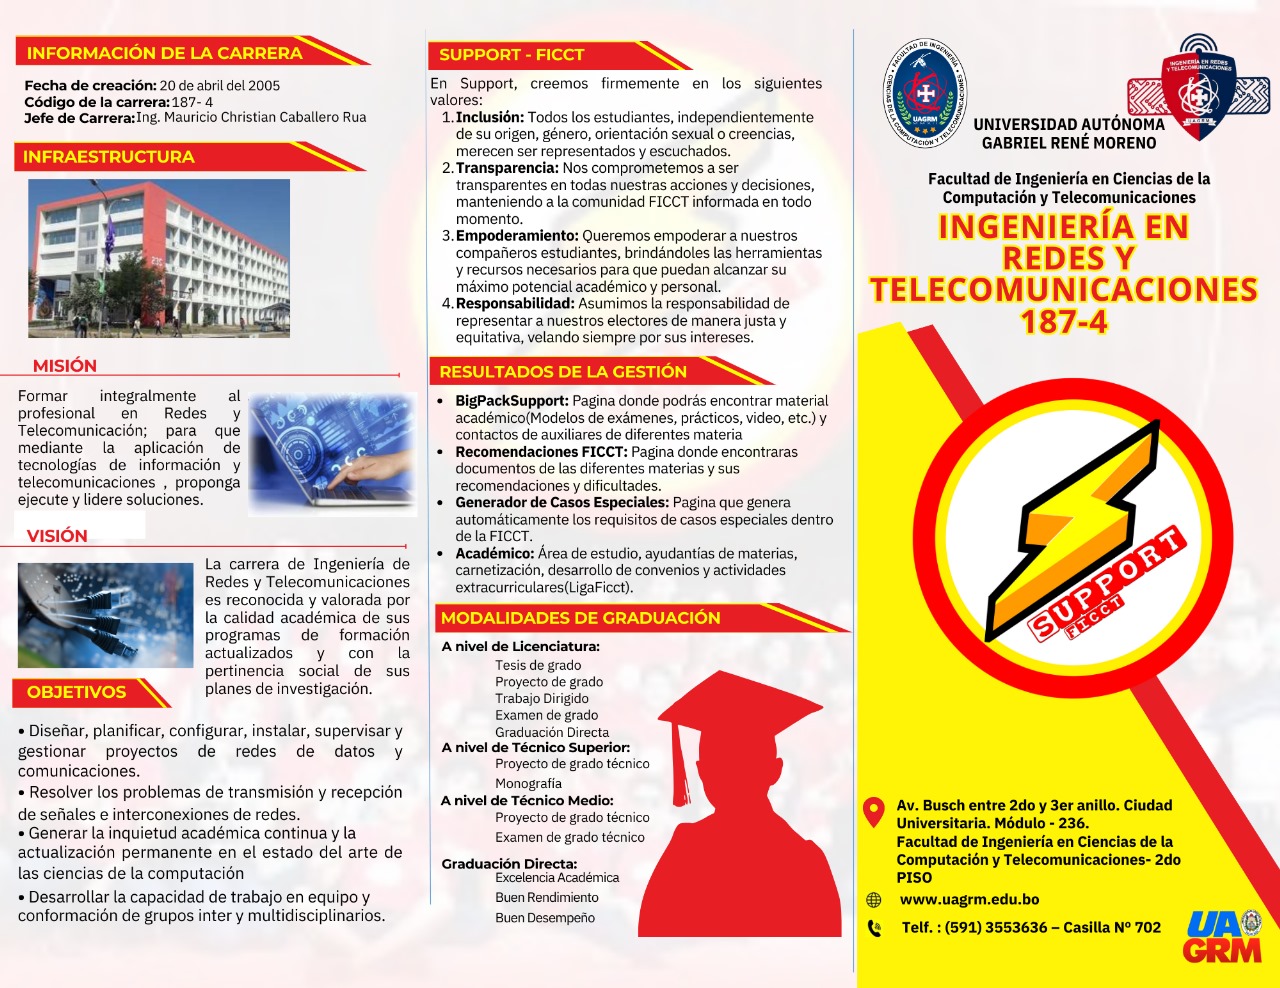 INFORMACIÓN DE LA CARRERA
Fecha de creación: 20 de abril del 2005
Código de la carrera: 187- 4
Jefe de Carrera: Ing. Mauricio Christian Caballero Rua
INFRAESTRUCTURA
MISIÓN
Formar integralmente al
profesional en Redes y
Telecomunicación; para que
mediante la aplicación de
tecnologías de información y
telecomunicaciones , proponga
ejecute y lidere soluciones.
VISIÓN
La carrera de Ingeniería de
Redes y Telecomunicaciones
es reconocida y valorada por
la calidad académica de sus
programas de formación
actualizados y con la
pertinencia social de sus
planes de investigación.
OBJETIVOS
• Diseñar, planificar, configurar, instalar, supervisar y
gestionar proyectos de redes de datos y
comunicaciones.
• Resolver los problemas de transmisión y recepción
de señales e interconexiones de redes.
• Generar la inquietud académica continua y la
actualización permanente en el estado del arte de
las ciencias de la computación
• Desarrollar la capacidad de trabajo en equipo y
conformación de grupos inter y multidisciplinarios.
SUPPORT - FICCT
En Support, creemos firmemente en los siguientes
valores:
1. Inclusión: Todos los estudiantes, independientemente
de su origen, género, orientación sexual o creencias,
merecen ser representados y escuchados.
2. Transparencia: Nos comprometemos a ser
transparentes en todas nuestras acciones y decisiones,
manteniendo a la comunidad FICCT informada en todo
momento.
3. Empoderamiento: Queremos empoderar a nuestros
compañeros estudiantes, brindándoles las herramientas
y recursos necesarios para que puedan alcanzar su
máximo potencial académico y personal.
4. Responsabilidad: Asumimos la responsabilidad de
representar a nuestros electores de manera justa y
equitativa, velando siempre por sus intereses.
RESULTADOS DE LA GESTIÓN
• BigPackSupport: Pagina donde podrás encontrar material
académico(Modelos de exámenes, prácticos, video, etc.) y
contactos de auxiliares de diferentes materia
• Recomendaciones FICCT: Pagina donde encontraras
documentos de las diferentes materias y sus
recomendaciones y dificultades.
• Generador de Casos Especiales: Pagina que genera
automáticamente los requisitos de casos especiales dentro
de la FICCT.
• Académico: Área de estudio, ayudantías de materias,
carnetización, desarrollo de convenios y actividades
extracurriculares(LigaFicct).
MODALIDADES DE GRADUACIÓN
A nivel de Licenciatura:
Tesis de grado
Proyecto de grado
Trabajo Dirigido
Examen de grado
Graduación Directa
A nivel de Técnico Superior:
Proyecto de grado técnico
Monografía
A nivel de Técnico Medio:
Proyecto de grado técnico
Examen de grado técnico
Graduación Directa:
Excelencia Académica
Buen Rendimiento
Buen Desempeño
FACULTAD DE INGENIERÍA
CIENCIAS DE LA COMPUTACIÓN Y TELECOMUNICACIONES
UAGRM
INGENIERÍA EN REDES
Y TELECOMUNICACIONES
UAGRM
UNIVERSIDAD AUTÓNOMA
GABRIEL RENÉ MORENO
Facultad de Ingeniería en Ciencias de la
Computación y Telecomunicaciones
INGENIERÍA EN
REDES Y
TELECOMUNICACIONES
187-4
SUPPORT
FICCT
Av. Busch entre 2do y 3er anillo. Ciudad
Universitaria. Módulo - 236.
Facultad de Ingeniería en Ciencias de la
Computación y Telecomunicaciones- 2do
PISO
www.uagrm.edu.bo
Telf. : (591) 3553636 – Casilla Nº 702
UA
GRM